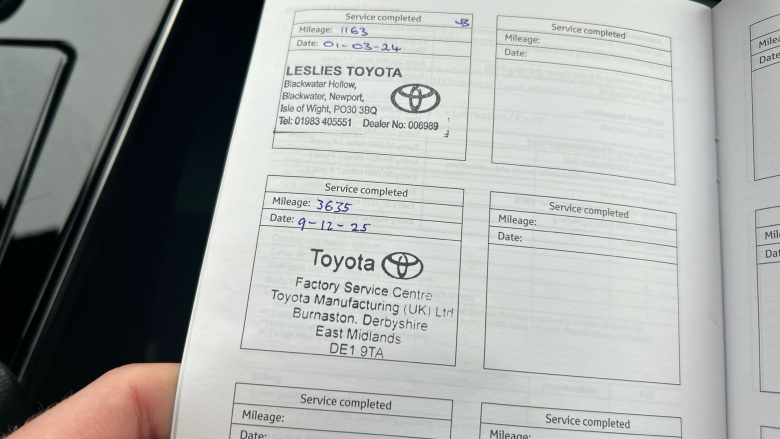 Service completed
Mileage: 1163
Date: 01-03-24
LESLIES TOYOTA
Blackwater Hollow,
Blackwater, Newport,
Isle of Wight, PO30 3BQ
Tel: 01983 405551 Dealer No: 006989
Service completed
Mileage:
Date:
Service completed
Mileage: 3635
Date: 9-12-25
Toyota
Factory Service Centre
Toyota Manufacturing (UK) Ltd
Burnaston, Derbyshire
East Midlands
DE1 9TA
Service completed
Mileage:
Date:
Service completed
Mileage:
Date:
Service completed
Mileage: